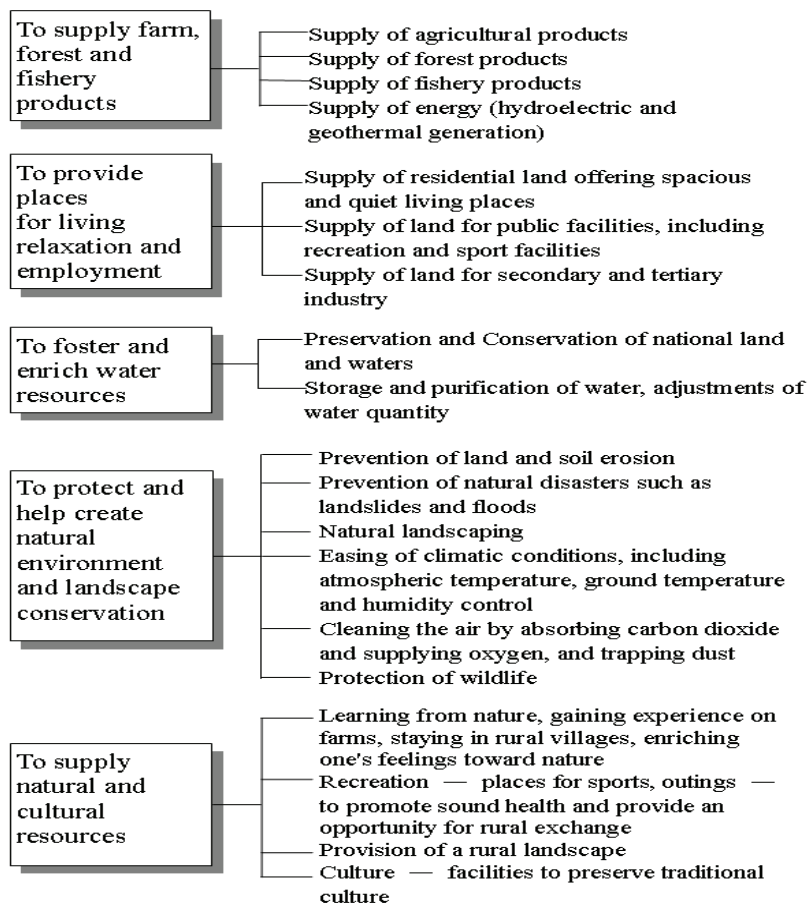 To supply farm,
forest and
fishery
products
Supply of agricultural products
Supply of forest products
Supply of fishery products
Supply of energy (hydroelectric and
geothermal generation)
To provide
places
for living
relaxation and
employment
Supply of residential land offering spacious
and quiet living places
Supply of land for public facilities, including
recreation and sport facilities
Supply of land for secondary and tertiary
industry
To foster and
enrich water
resources
Preservation and Conservation of national land
and waters
Storage and purification of water, adjustments of
water quantity
To protect and
help create
natural
environment
and landscape
conservation
Prevention of land and soil erosion
Prevention of natural disasters such as
landslides and floods
Natural landscaping
Easing of climatic conditions, including
atmospheric temperature, ground temperature
and humidity control
Cleaning the air by absorbing carbon dioxide
and supplying oxygen, and trapping dust
Protection of wildlife
To supply
natural and
cultural
resources
Learning from nature, gaining experience on
farms, staying in rural villages, enriching
one's feelings toward nature
Recreation — places for sports, outings —
to promote sound health and provide an
opportunity for rural exchange
Provision of a rural landscape
Culture — facilities to preserve traditional
culture